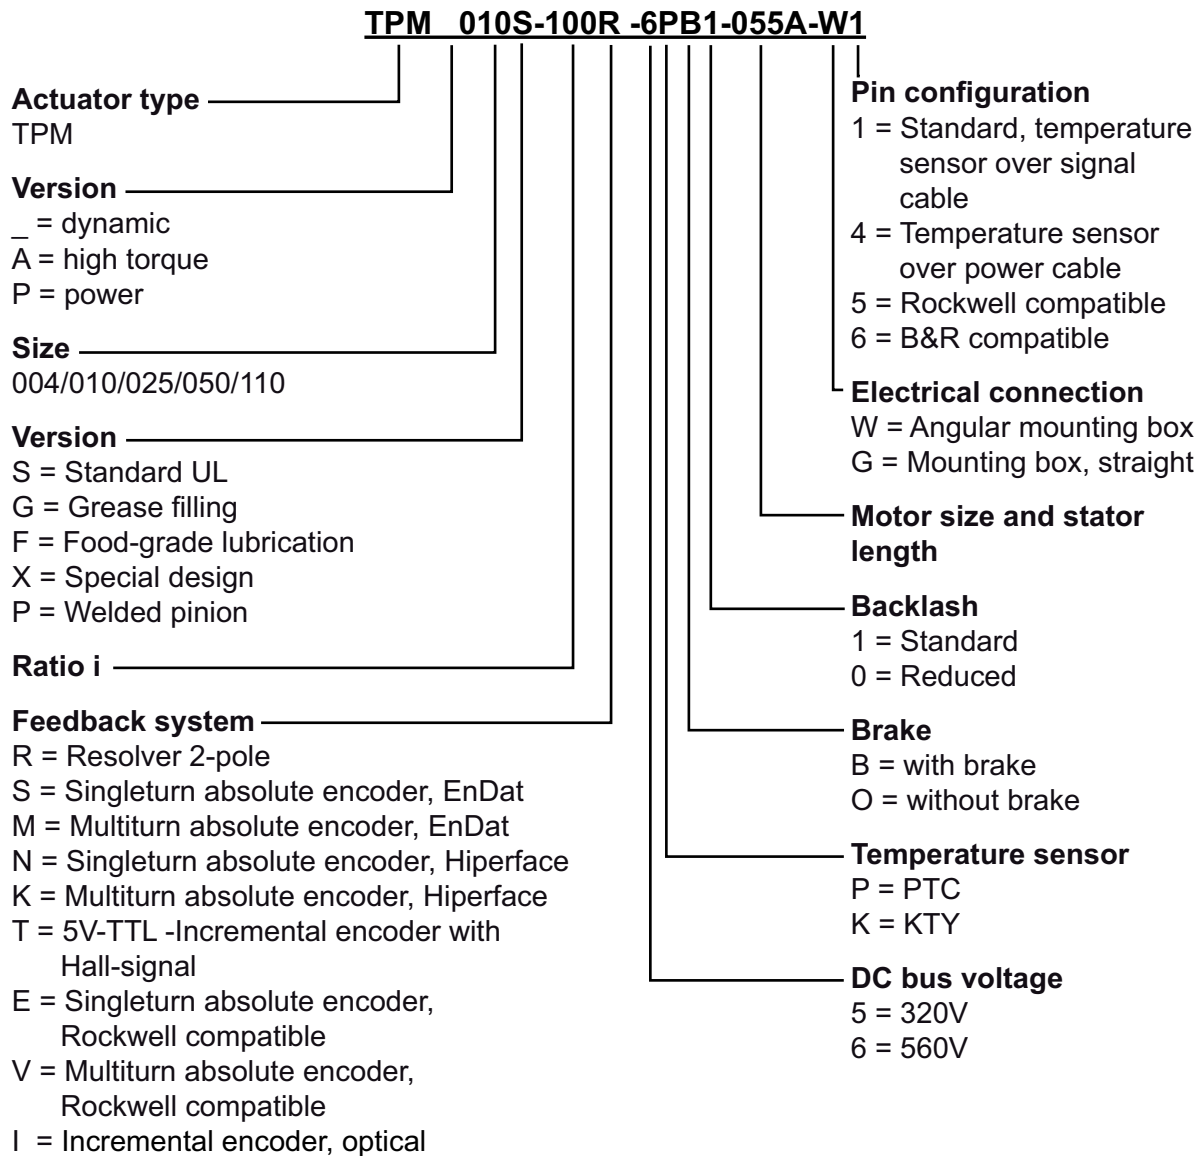 TPM _ 010S-100R -6PB1-055A-W1
Actuator type
TPM
Version
_ = dynamic
A = high torque
P = power
Size
004/010/025/050/110
Version
S = Standard UL
G = Grease filling
F = Food-grade lubrication
X = Special design
P = Welded pinion
Ratio i
Feedback system
R = Resolver 2-pole
S = Singleturn absolute encoder, EnDat
M = Multiturn absolute encoder, EnDat
N = Singleturn absolute encoder, Hiperface
K = Multiturn absolute encoder, Hiperface
T = 5V-TTL -Incremental encoder with
Hall-signal
E = Singleturn absolute encoder,
Rockwell compatible
V = Multiturn absolute encoder,
Rockwell compatible
I = Incremental encoder, optical
Pin configuration
1 = Standard, temperature
sensor over signal
cable
4 = Temperature sensor
over power cable
5 = Rockwell compatible
6 = B&R compatible
Electrical connection
W = Angular mounting box
G = Mounting box, straight
Motor size and stator
length
Backlash
1 = Standard
0 = Reduced
Brake
B = with brake
O = without brake
Temperature sensor
P = PTC
K = KTY
DC bus voltage
5 = 320V
6 = 560V